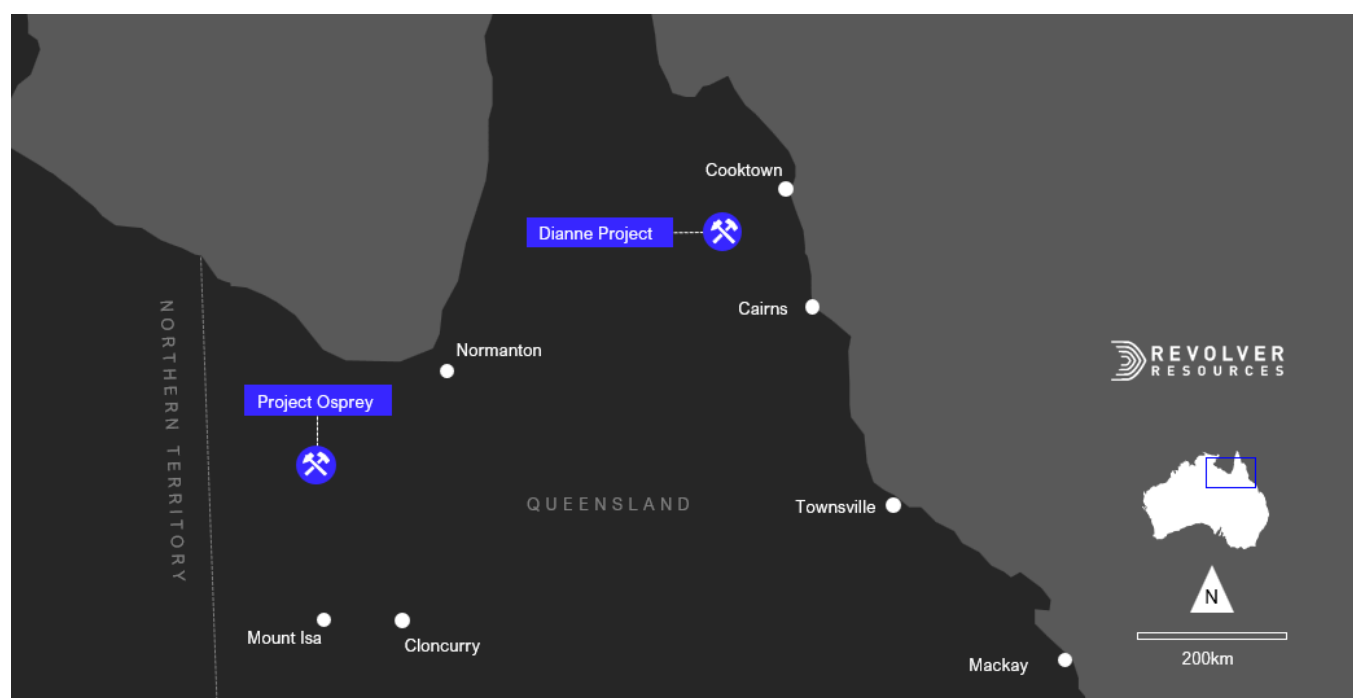 Cooktown
Dianne Project
Cairns
NORTHERN TERRITORY
Normanton
REVOLVER
RESOURCES
Project Osprey
QUEENSLAND
Townsville
N
Mount Isa
Cloncurry
Mackay
200km